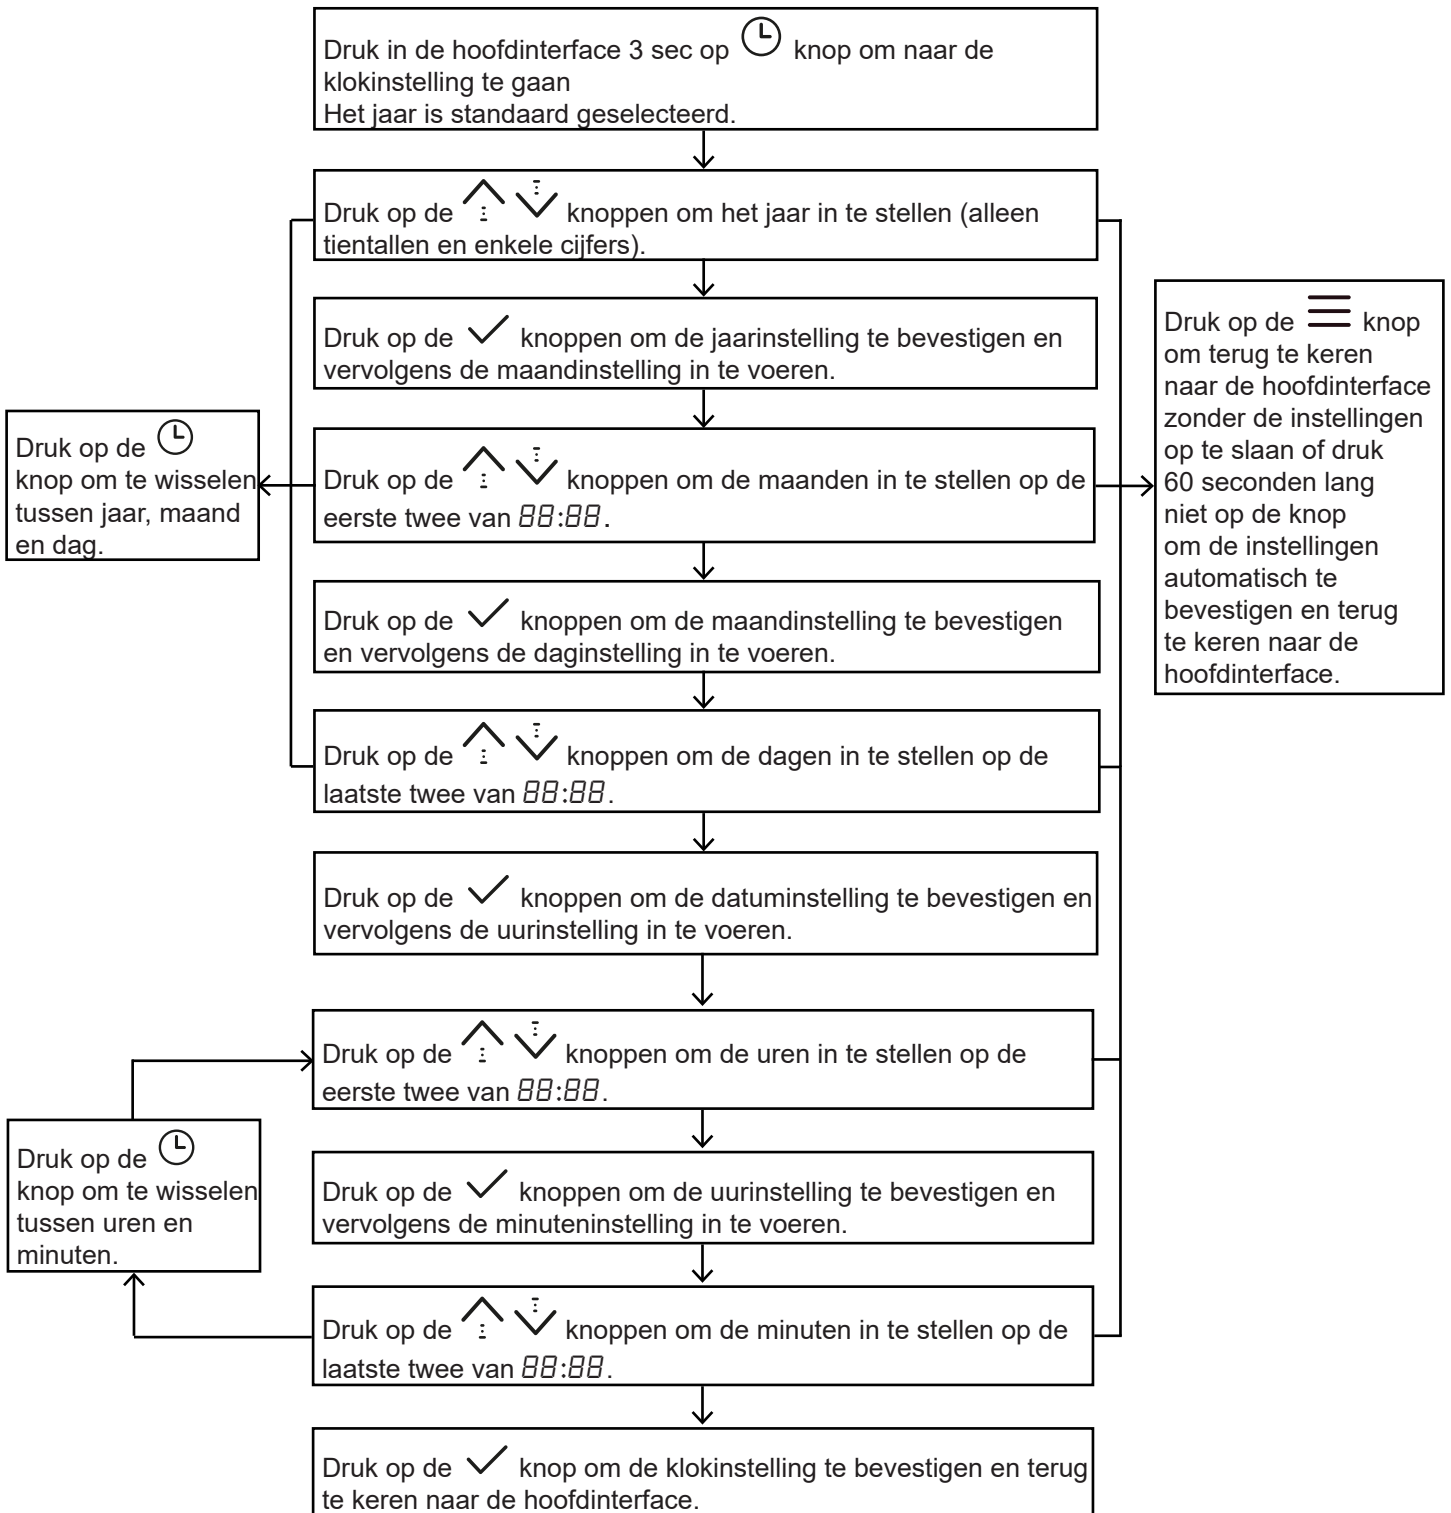 Druk in de hoofdinterface 3 sec op knop om naar de
klokinstelling te gaan
Het jaar is standaard geselecteerd.
Druk op de knoppen om het jaar in te stellen (alleen
tientallen en enkele cijfers).
Druk op de knoppen om de jaarinstelling te bevestigen en
vervolgens de maandinstelling in te voeren.
Druk op de knop
om terug te keren
naar de hoofdinterface
zonder de instellingen
op te slaan of druk
60 seconden lang
niet op de knop
om de instellingen
automatisch te
bevestigen en terug
te keren naar de
hoofdinterface.
Druk op de
knop om te wisselen
tussen jaar, maand
en dag.
Druk op de knoppen om de maanden in te stellen op de
eerste twee van 88:88.
Druk op de knoppen om de maandinstelling te bevestigen
en vervolgens de daginstelling in te voeren.
Druk op de knoppen om de dagen in te stellen op de
laatste twee van 88:88.
Druk op de knoppen om de datuminstelling te bevestigen en
vervolgens de uurinstelling in te voeren.
Druk op de knoppen om de uren in te stellen op de
eerste twee van 88:88.
Druk op de
knop om te wisselen
tussen uren en
minuten.
Druk op de knoppen om de uurinstelling te bevestigen en
vervolgens de minuteninstelling in te voeren.
Druk op de knoppen om de minuten in te stellen op de
laatste twee van 88:88.
Druk op de knop om de klokinstelling te bevestigen en terug
te keren naar de hoofdinterface.